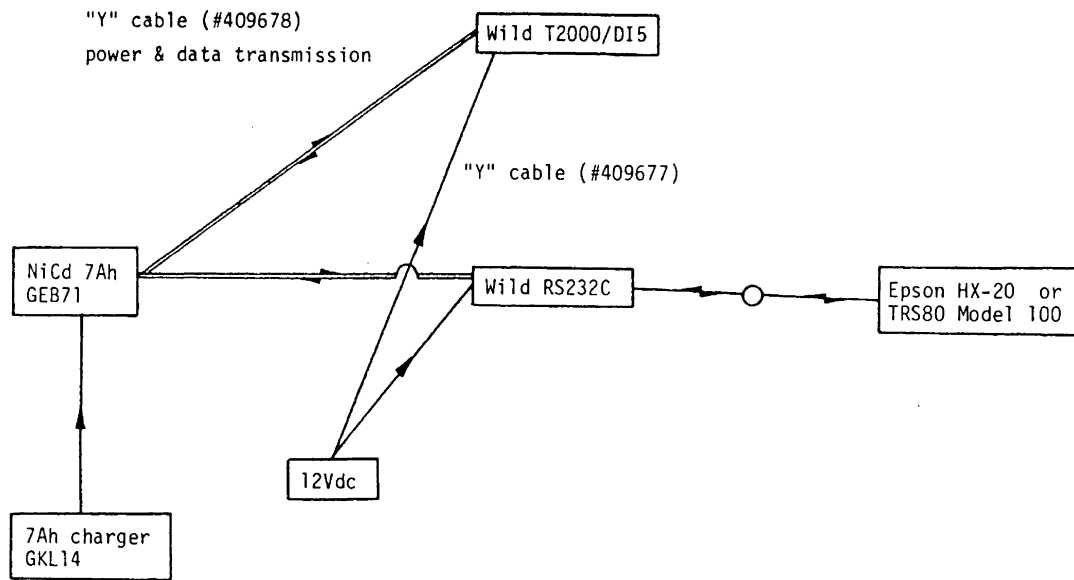 "Y" cable (#409678)
power & data transmission
Wild T2000/DI5
"Y" cable (#409677)
NiCd 7Ah
GEB71
Wild RS232C
Epson HX-20 or
TRS80 Model 100
12Vdc
7Ah charger
GKL14